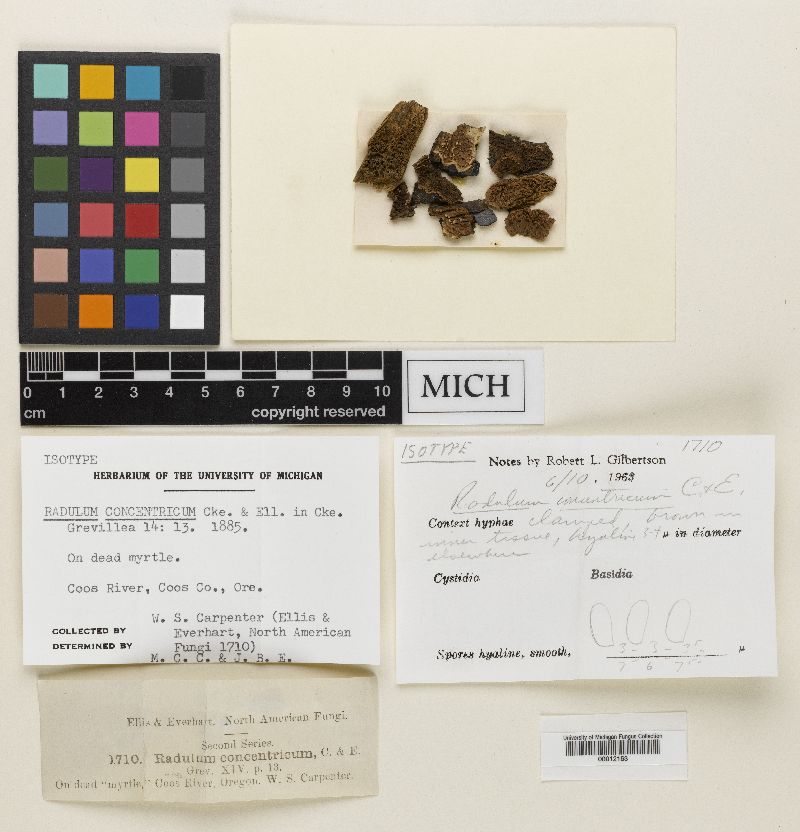 0 1 2 3 4 5 6 7 8 9 10
cm copyright reserved
MICH
ISOTYPE
HERBARIUM OF THE UNIVERSITY OF MICHIGAN
RADULUM CONCENTRICUM Cke. & Ell. in Cke.
Grevillea 14: 13. 1885.
On dead myrtle.
Coos River, Coos Co., Ore.
W. S. Carpenter (Ellis &
COLLECTED BY Everhart, North American
DETERMINED BY Fungi 1710)
M. C. C. & J. B. E.
ISOTYPE 1710
Notes by Robert L. Gilbertson
6/10 . 1963
Radulum concentricum C & E.
Context hyphae clamped, brown in
inner tissue, hyalin 3-4 µ in diameter
elsewhere
Cystidia Basidia
Spores hyaline, smooth, µ
Ellis & Everhart. North American Fungi.
Second Series.
1710. Radulum concentricum, C. & E.
Grev. XIV. p. 13.
On dead "myrtle," Coos River, Oregon. W. S. Carpenter.
University of Michigan Fungus Collection